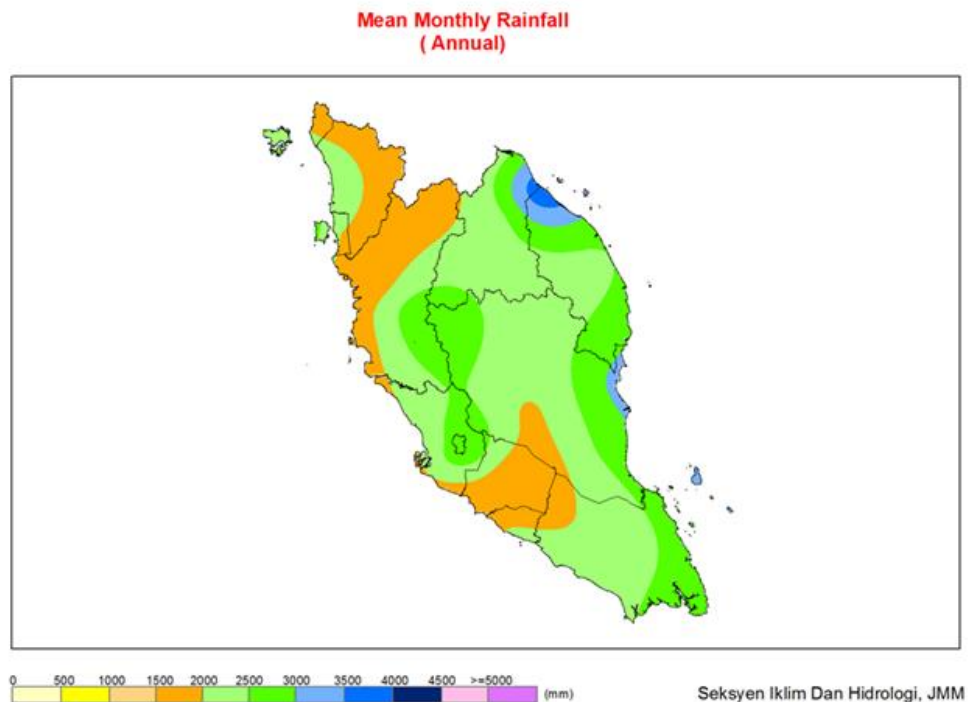 Mean Monthly Rainfall
( Annual)
0 500 1000 1500 2000 2500 3000 3500 4000 4500 >=5000
(mm)
Seksyen Iklim Dan Hidrologi, JMM